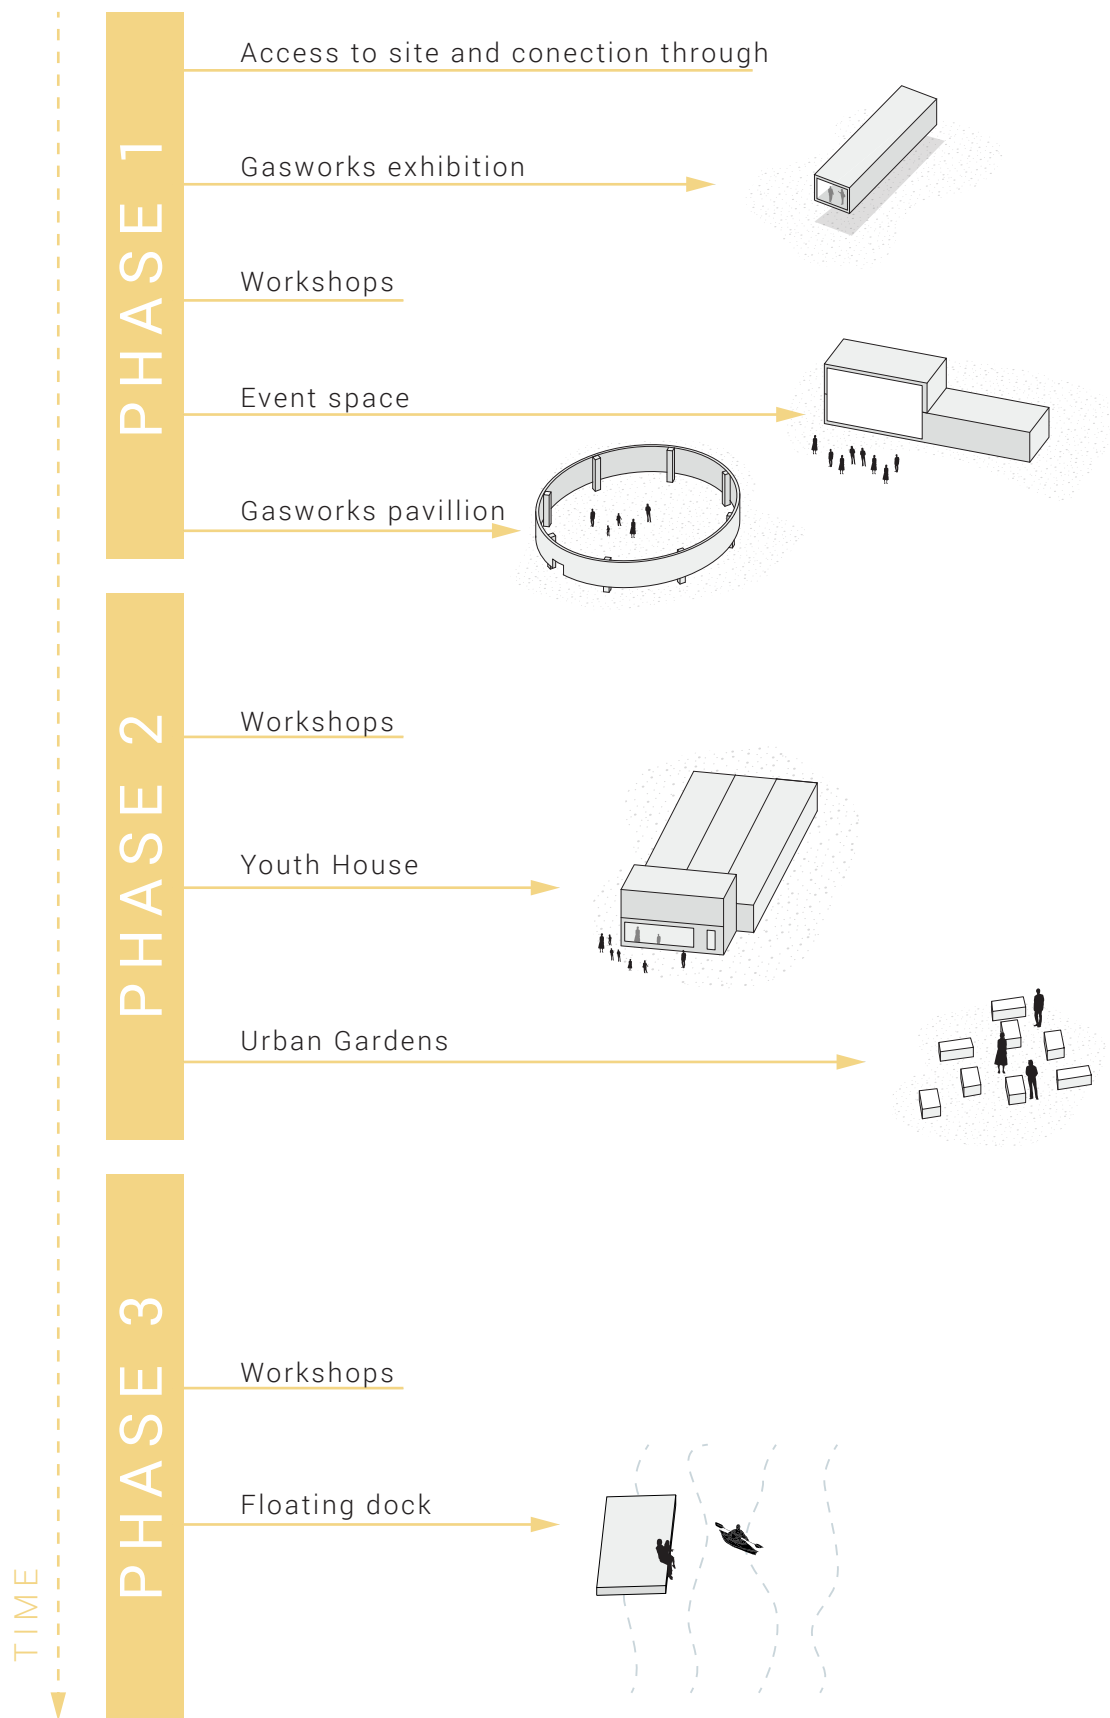 PHASE 1
Access to site and conection through
Gasworks exhibition
Workshops
Event space
Gasworks pavillion
PHASE 2
Workshops
Youth House
Urban Gardens
PHASE 3
Workshops
Floating dock
TIME